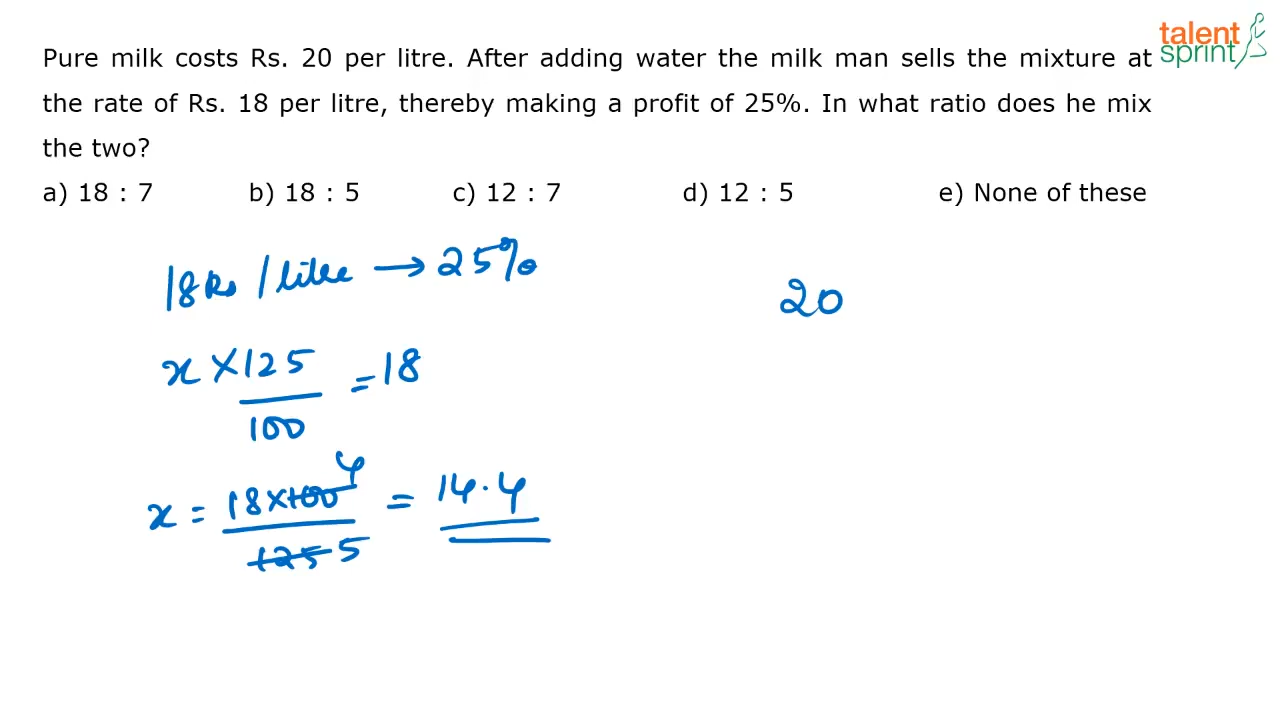 talent
sprint
Pure milk costs Rs. 20 per litre. After adding water the milk man sells the mixture at
the rate of Rs. 18 per litre, thereby making a profit of 25%. In what ratio does he mix
the two?
a) 18 : 7 b) 18 : 5 c) 12 : 7 d) 12 : 5 e) None of these
18 Rs / litre → 25%
20
x × 125 / 100 = 18
x = 18 × 100 4 / 125 5 = 14.4